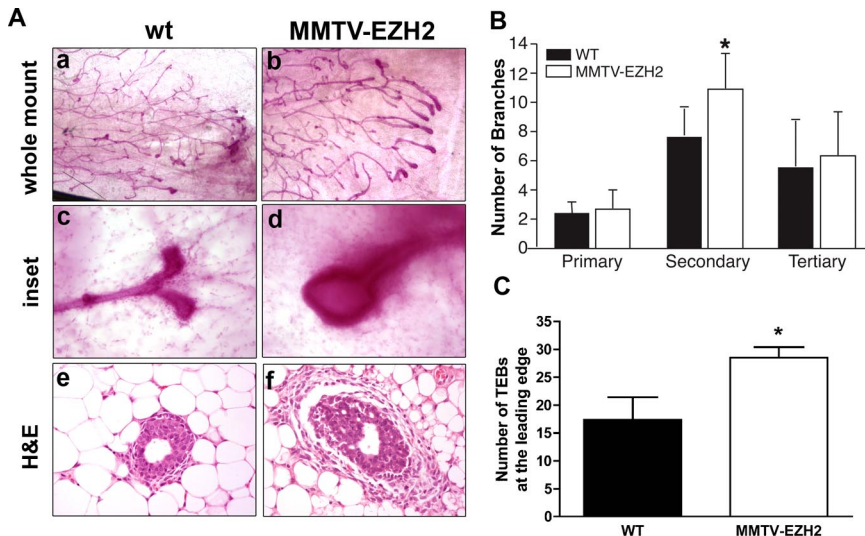 A
wt
MMTV-EZH2
whole mount
a
b
inset
c
d
H&E
e
f
B
Number of Branches
14
12
10
8
6
4
2
0
WT
MMTV-EZH2
*
Primary
Secondary
Tertiary
C
Number of TEBs
at the leading edge
35
30
25
20
15
10
5
0
*
WT
MMTV-EZH2